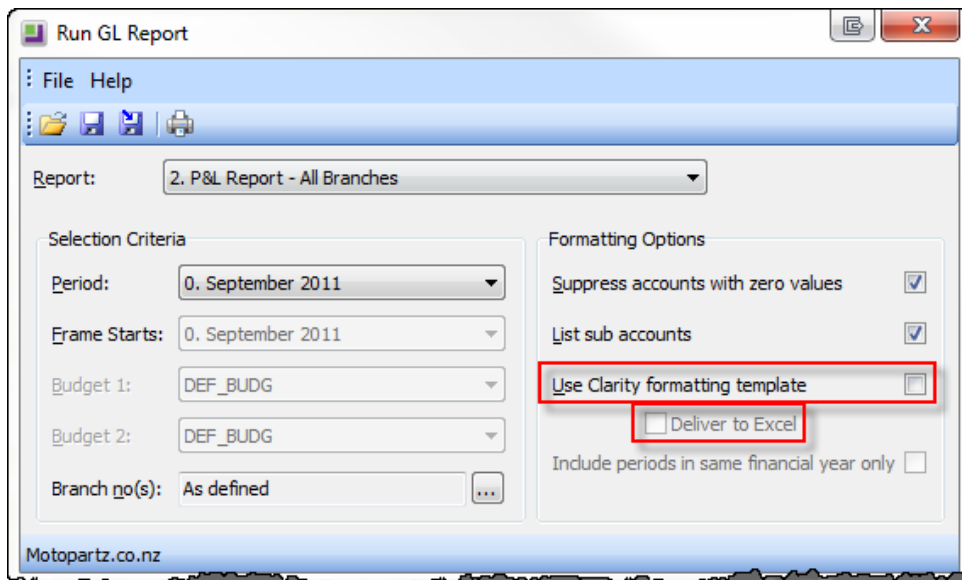 Run GL Report
File Help
Report: 2. P&L Report - All Branches
Selection Criteria
Period: 0. September 2011
Frame Starts: 0. September 2011
Budget 1: DEF_BUDG
Budget 2: DEF_BUDG
Branch no(s): As defined ...
Formatting Options
Suppress accounts with zero values
List sub accounts
Use Clarity formatting template
Deliver to Excel
Include periods in same financial year only
Motopartz.co.nz